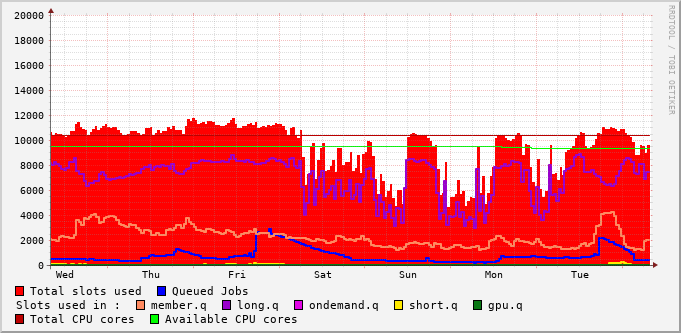 20000
18000
16000
14000
12000
10000
8000
6000
4000
2000
0
Wed Thu Fri Sat Sun Mon Tue
Total slots used Queued Jobs
Slots used in : member.q long.q ondemand.q short.q gpu.q
Total CPU cores Available CPU cores
RRDTOOL / TOBI OETIKER